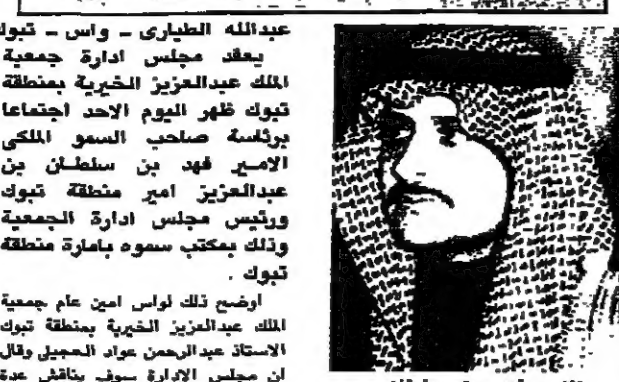 عبدالله الطيارى - واس - تبوك
يعقد مجلس ادارة جمعية
الملك عبدالعزيز الخيرية بمنطقة
تبوك ظهر اليوم الاحد اجتماعا
برئاسة صاحب السمو الملكى
الامير فهد بن سلطان بن
عبدالعزيز امير منطقة تبوك
ورئيس مجلس ادارة الجمعية
وذلك بمكتب سموه بامارة منطقة
تبوك .
اوضح ذلك لواس امين عام جمعية
الملك عبدالعزيز الخيرية بمنطقة تبوك
الاستاذ عبدالرحمن عواد العجيل وقال
ان مجلس الادارة سوف يناقش عدة